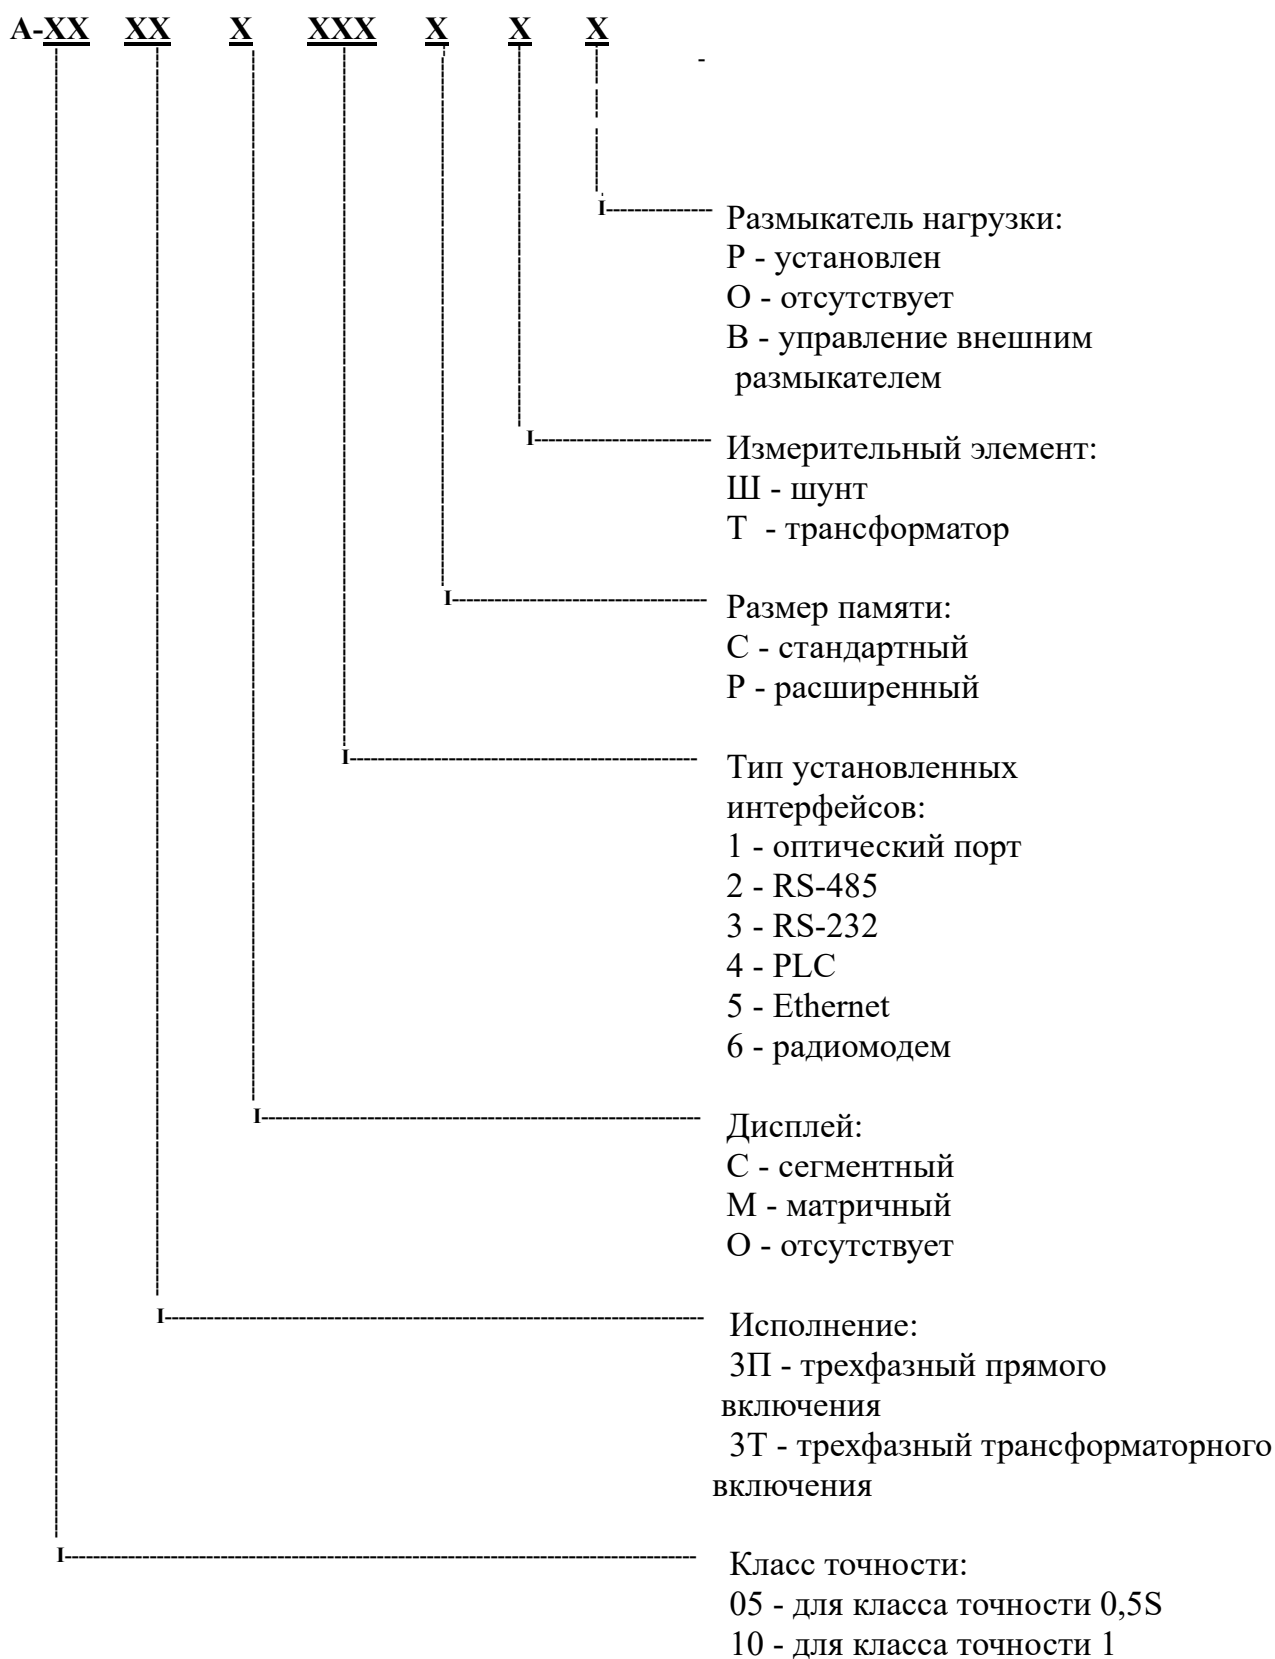 А-ХХ ХХ Х ХХХ Х Х Х
-
Размыкатель нагрузки:
Р - установлен
О - отсутствует
В - управление внешним
размыкателем
Измерительный элемент:
Ш - шунт
Т - трансформатор
Размер памяти:
С - стандартный
Р - расширенный
Тип установленных
интерфейсов:
1 - оптический порт
2 - RS-485
3 - RS-232
4 - PLC
5 - Ethernet
6 - радиомодем
Дисплей:
С - сегментный
М - матричный
О - отсутствует
Исполнение:
3П - трехфазный прямого
включения
3Т - трехфазный трансформаторного
включения
Класс точности:
05 - для класса точности 0,5S
10 - для класса точности 1